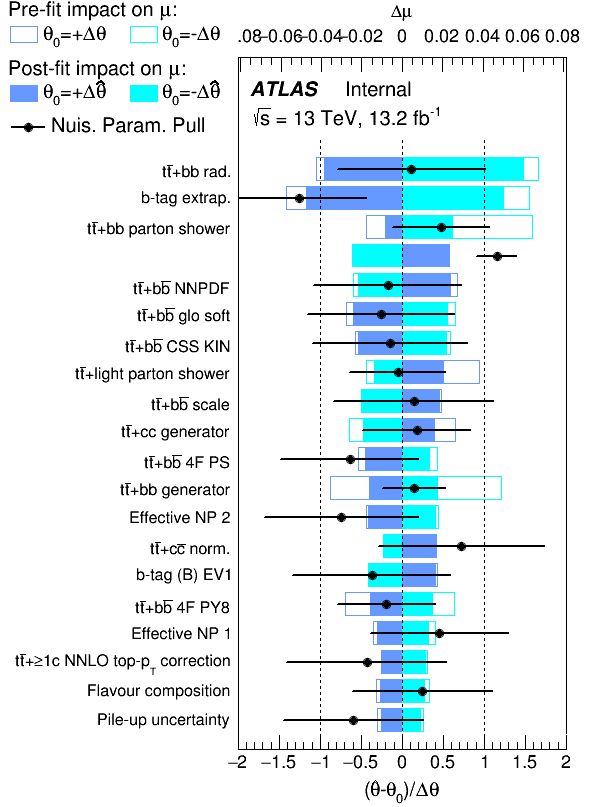 Pre-fit impact on μ:
θ₀=+Δθ θ₀=-Δθ
Post-fit impact on μ:
θ₀=+Δθ̂ θ₀=-Δθ̂
Nuis. Param. Pull
Δμ
.08 −0.06 −0.04 −0.02 0 0.02 0.04 0.06 0.08
ATLAS Internal
√s = 13 TeV, 13.2 fb⁻¹
tt̄+bb rad.
b-tag extrap.
tt̄+bb parton shower
tt̄+bb̄ NNPDF
tt̄+bb̄ glo soft
tt̄+bb̄ CSS KIN
tt̄+light parton shower
tt̄+bb̄ scale
tt̄+cc generator
tt̄+bb̄ 4F PS
tt̄+bb generator
Effective NP 2
tt̄+cc̄ norm.
b-tag (B) EV1
tt̄+bb̄ 4F PY8
Effective NP 1
tt̄+≥1c NNLO top-p_T correction
Flavour composition
Pile-up uncertainty
−2 −1.5 −1 −0.5 0 0.5 1 1.5 2
(θ̂-θ₀)/Δθ